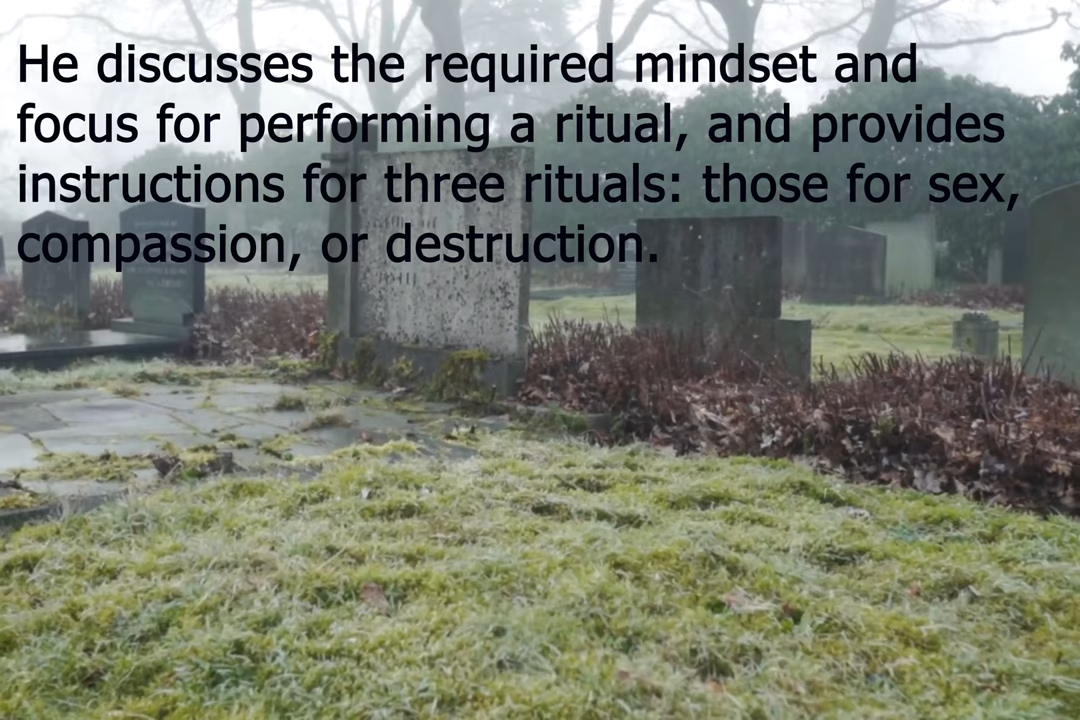 He discusses the required mindset and
focus for performing a ritual, and provides
instructions for three rituals: those for sex,
compassion, or destruction.